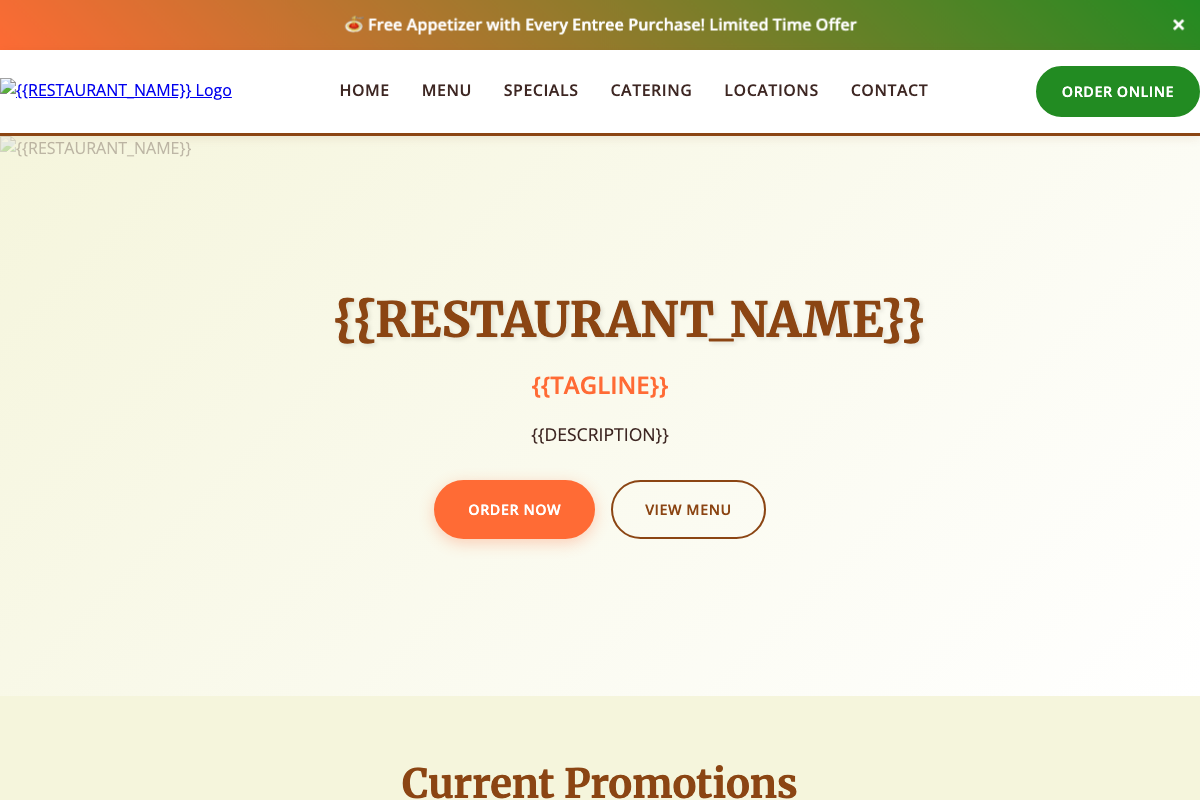 🍝 Free Appetizer with Every Entree Purchase! Limited Time Offer ×
{{RESTAURANT_NAME}} Logo
HOME MENU SPECIALS CATERING LOCATIONS CONTACT
ORDER ONLINE
{{RESTAURANT_NAME}}
{{RESTAURANT_NAME}}
{{TAGLINE}}
{{DESCRIPTION}}
ORDER NOW VIEW MENU
Current Promotions